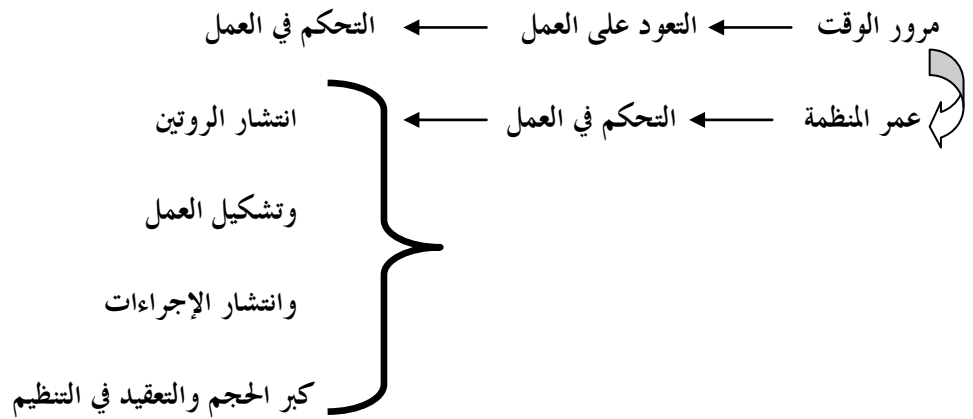 مرور الوقت ← التعود على العمل ← التحكم في العمل
عمر المنظمة ← التحكم في العمل ← انتشار الروتين
وتشكيل العمل
وانتشار الإجراءات
كبر الحجم والتعقيد في التنظيم